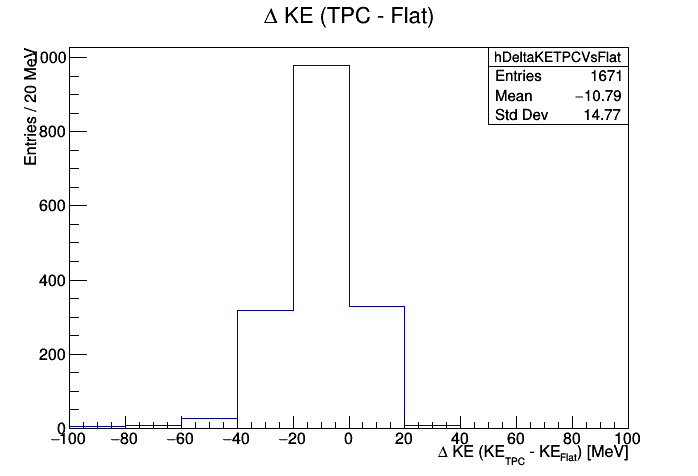 Δ KE (TPC - Flat)
hDeltaKETPCVsFlat
Entries 1671
Mean −10.79
Std Dev 14.77
Entries / 20 MeV
1000
800
600
400
200
0
−100 −80 −60 −40 −20 0 20 40 60 80 100
Δ KE (KE_TPC - KE_Flat) [MeV]